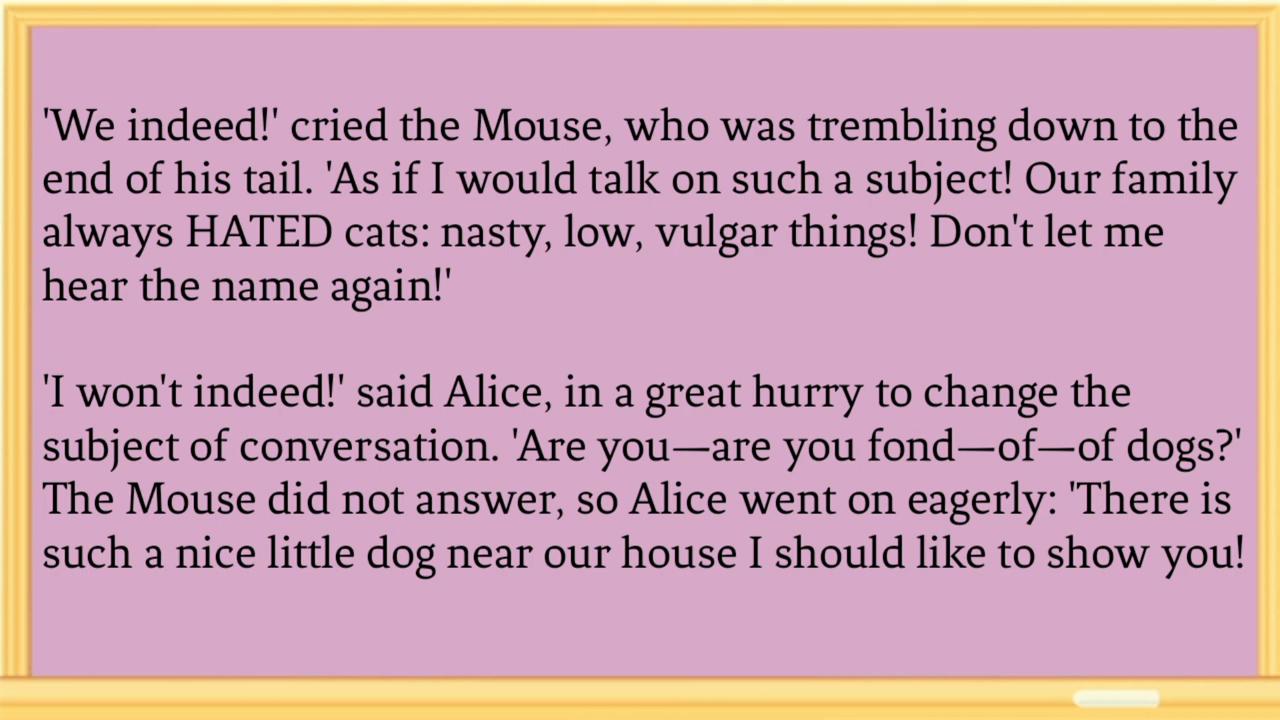 'We indeed!' cried the Mouse, who was trembling down to the
end of his tail. 'As if I would talk on such a subject! Our family
always HATED cats: nasty, low, vulgar things! Don't let me
hear the name again!'
'I won't indeed!' said Alice, in a great hurry to change the
subject of conversation. 'Are you—are you fond—of—of dogs?'
The Mouse did not answer, so Alice went on eagerly: 'There is
such a nice little dog near our house I should like to show you!